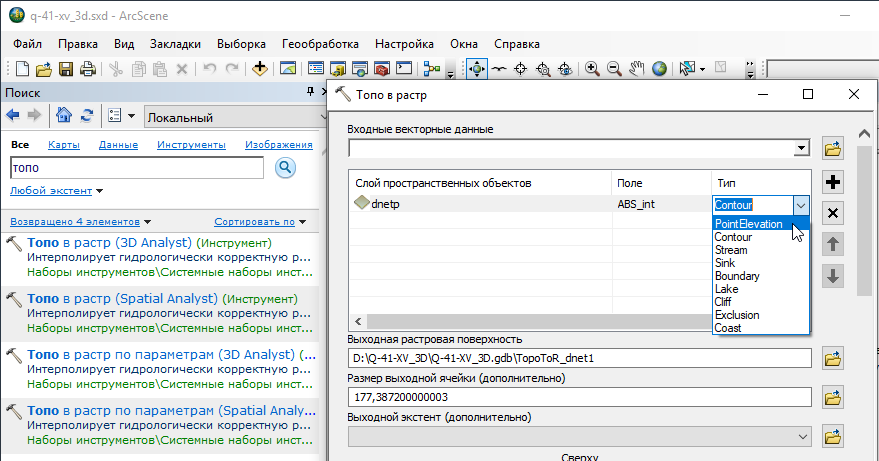 q-41-xv_3d.sxd - ArcScene
Файл Правка Вид Закладки Выборка Геообработка Настройка Окна Справка
Поиск
Локальный
Все Карты Данные Инструменты Изображения
топо
Любой экстент
Возвращено 4 элементов Сортировать по
Топо в растр (3D Analyst) (Инструмент)
Интерполирует гидрологически корректную р...
Наборы инструментов\Системные наборы инст...
Топо в растр (Spatial Analyst) (Инструмент)
Интерполирует гидрологически корректную р...
Наборы инструментов\Системные наборы инст...
Топо в растр по параметрам (3D Analyst) (...
Интерполирует гидрологически корректную р...
Наборы инструментов\Системные наборы инст...
Топо в растр по параметрам (Spatial Analy...
Интерполирует гидрологически корректную р...
Наборы инструментов\Системные наборы инст...
Топо в растр
Входные векторные данные
Слой пространственных объектов Поле Тип
dnetp ABS_int Contour
PointElevation
Contour
Stream
Sink
Boundary
Lake
Cliff
Exclusion
Coast
Выходная растровая поверхность
D:\Q-41-XV_3D\Q-41-XV_3D.gdb\TopoToR_dnet1
Размер выходной ячейки (дополнительно)
177,387200000003
Выходной экстент (дополнительно)
Сверху